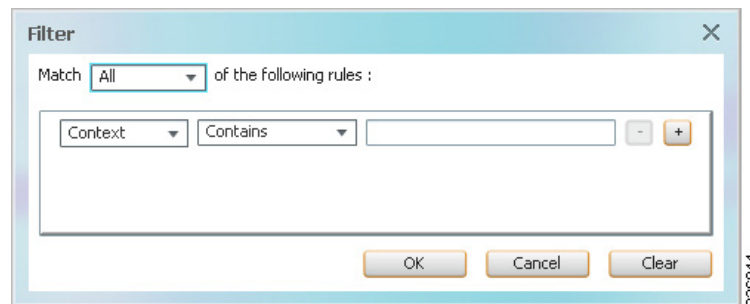 Filter
Match All of the following rules :
Context Contains - +
OK Cancel Clear